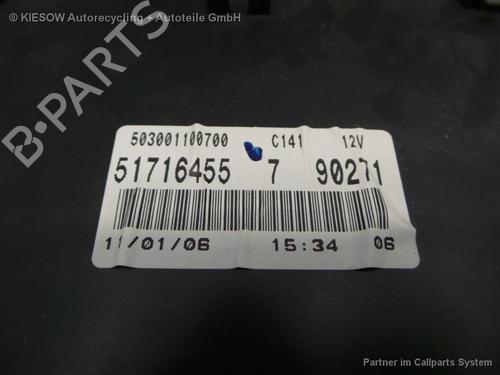 KIESOW Autorecycling + Autoteile GmbH
B-PARTS
503001100700 C141 12V
51716455 7 90271
11/01/06 15:34 06
Partner im Callparts System